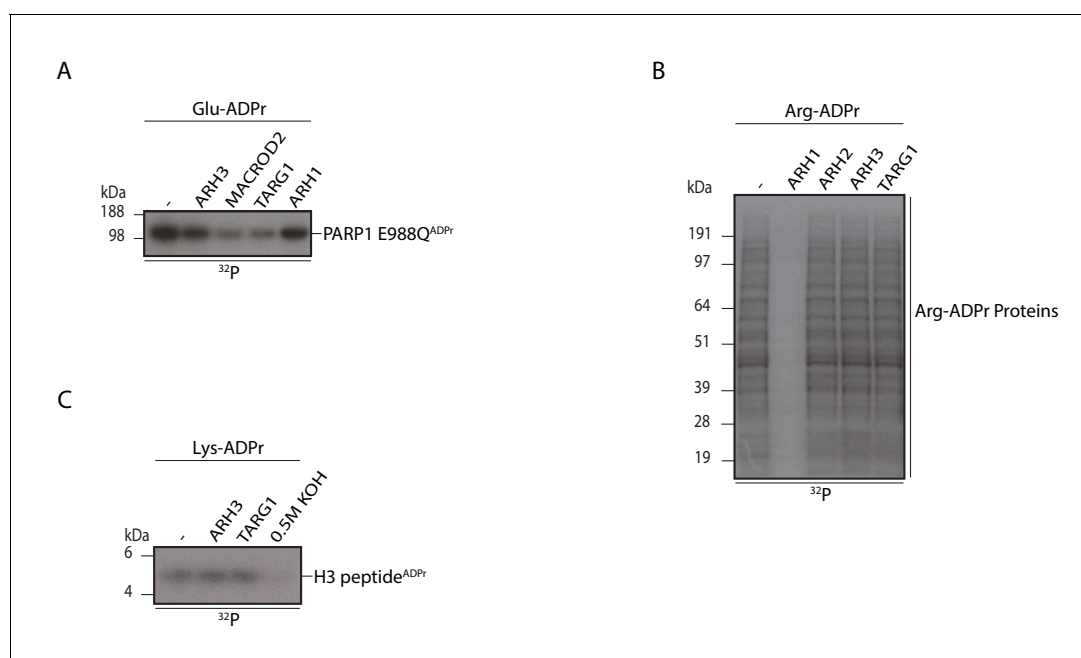 A
Glu-ADPr
- ARH3 MACROD2 TARG1 ARH1
kDa
188
98
PARP1 E988Q^ADPr
32P
B
Arg-ADPr
- ARH1 ARH2 ARH3 TARG1
kDa
191
97
64
51
39
28
19
Arg-ADPr Proteins
32P
C
Lys-ADPr
- ARH3 TARG1 0.5M KOH
kDa
6
4
H3 peptide^ADPr
32P